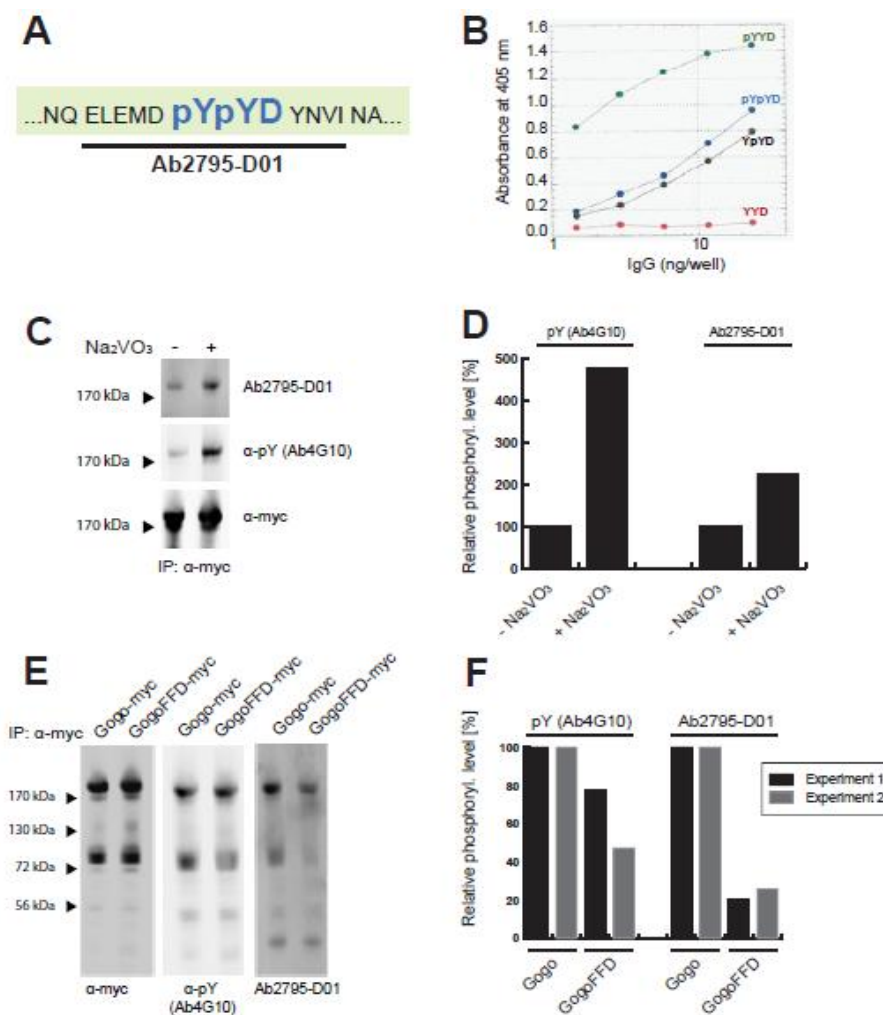 A
...NQ ELEMD pYpYD YNVI NA...
Ab2795-D01
B
Absorbance at 405 nm
1.6
1.4
1.2
1.0
0.8
0.6
0.4
0.2
0.0
pYYD
pYpYD
YpYD
YYD
1
10
IgG (ng/well)
C
Na₂VO₃ - +
170 kDa
Ab2795-D01
170 kDa
α-pY (Ab4G10)
170 kDa
α-myc
IP: α-myc
D
pY (Ab4G10) Ab2795-D01
Relative phosphoryl. level [%]
500
400
300
200
100
0
- Na₂VO₃
+ Na₂VO₃
- Na₂VO₃
+ Na₂VO₃
E
IP: α-myc
Gogo-myc
GogoFFD-myc
Gogo-myc
GogoFFD-myc
Gogo-myc
GogoFFD-myc
170 kDa
130 kDa
72 kDa
56 kDa
α-myc
α-pY
(Ab4G10)
Ab2795-D01
F
pY (Ab4G10) Ab2795-D01
Relative phosphoryl. level [%]
100
80
60
40
20
0
Experiment 1
Experiment 2
Gogo
GogoFFD
Gogo
GogoFFD